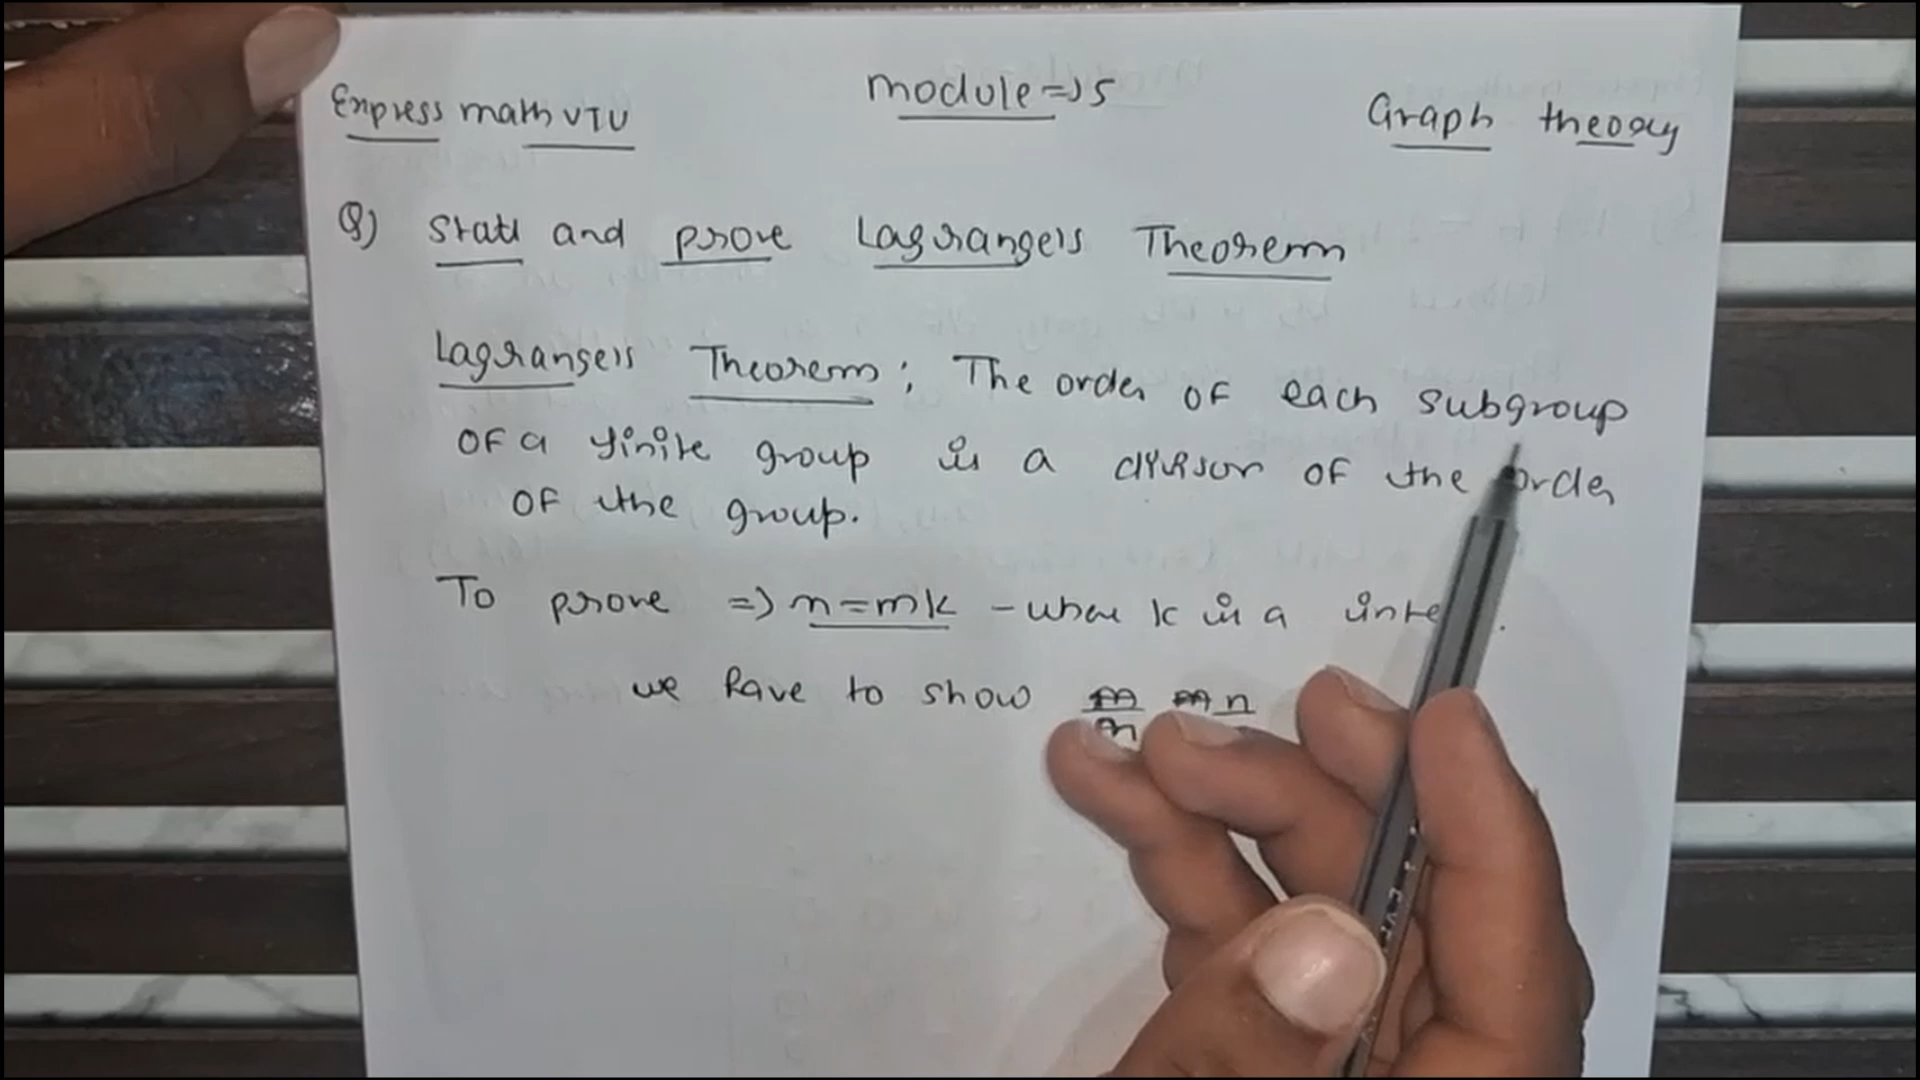 Express math VTU
module => 5
Graph theory
Q) State and prove Lagrange's Theorem
Lagrange's Theorem ; The order of each subgroup
of a finite group is a divisor of the order
of the group.
To prove => n=mk - where k is a
we have to show n